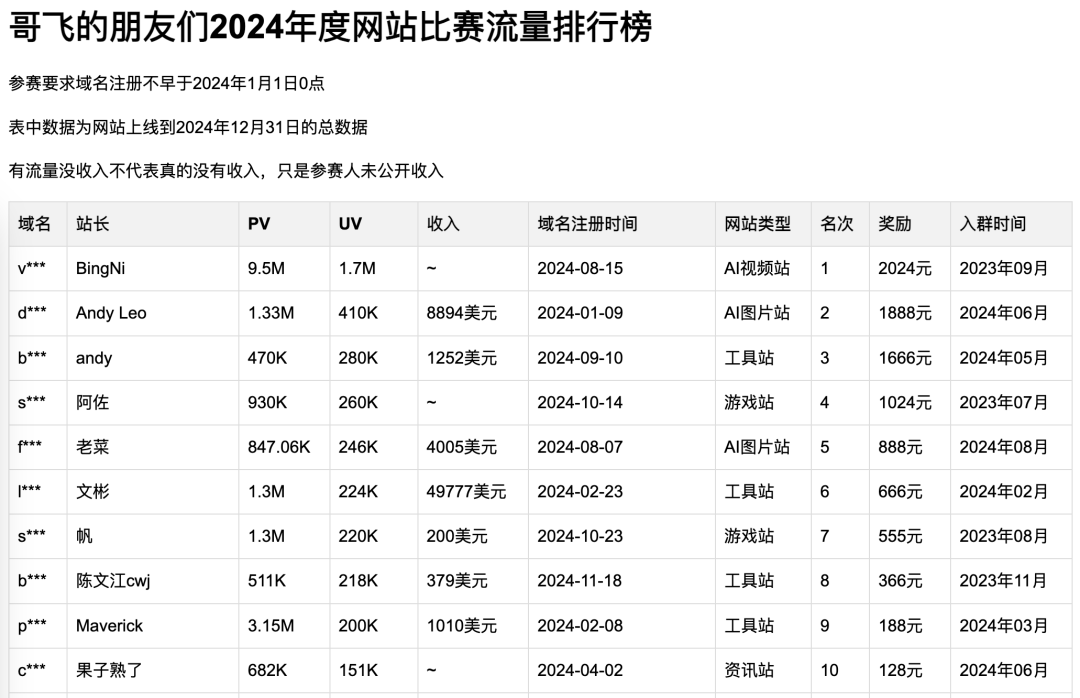 哥飞的朋友们2024年度网站比赛流量排行榜
参赛要求域名注册不早于2024年1月1日0点
表中数据为网站上线到2024年12月31日的总数据
有流量没收入不代表真的没有收入，只是参赛人未公开收入
域名 站长 PV UV 收入 域名注册时间 网站类型 名次 奖励 入群时间
v*** BingNi 9.5M 1.7M ~ 2024-08-15 AI视频站 1 2024元 2023年09月
d*** Andy Leo 1.33M 410K 8894美元 2024-01-09 AI图片站 2 1888元 2024年06月
b*** andy 470K 280K 1252美元 2024-09-10 工具站 3 1666元 2024年05月
s*** 阿佐 930K 260K ~ 2024-10-14 游戏站 4 1024元 2023年07月
f*** 老菜 847.06K 246K 4005美元 2024-08-07 AI图片站 5 888元 2024年08月
l*** 文彬 1.3M 224K 49777美元 2024-02-23 工具站 6 666元 2024年02月
s*** 帆 1.3M 220K 200美元 2024-10-23 游戏站 7 555元 2023年08月
b*** 陈文江cwj 511K 218K 379美元 2024-11-18 工具站 8 366元 2023年11月
p*** Maverick 3.15M 200K 1010美元 2024-02-08 工具站 9 188元 2024年03月
c*** 果子熟了 682K 151K ~ 2024-04-02 资讯站 10 128元 2024年06月